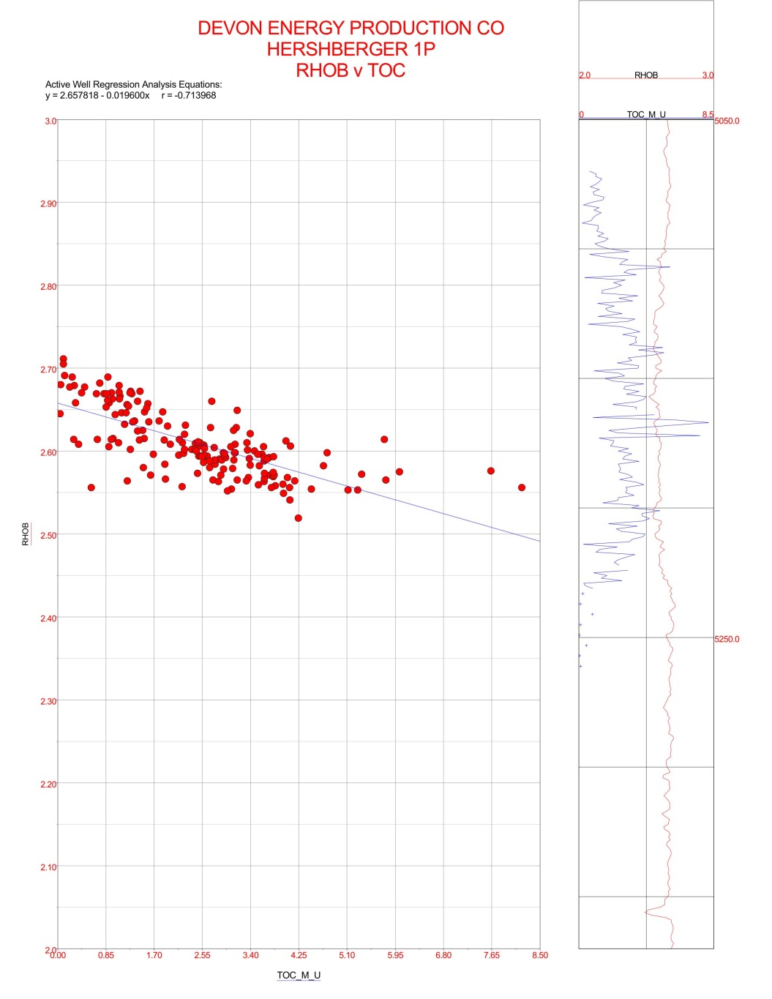 DEVON ENERGY PRODUCTION CO
HERSHBERGER 1P
RHOB v TOC
Active Well Regression Analysis Equations:
y = 2.657818 - 0.019600x r = -0.713968
3.0
2.90
2.80
2.70
2.60
2.50
2.40
2.30
2.20
2.10
2.0
RHOB
0.00 0.85 1.70 2.55 3.40 4.25 5.10 5.95 6.80 7.65 8.50
TOC_M_U
2.0 RHOB 3.0
0 TOC_M_U 8.5
5050.0
5250.0